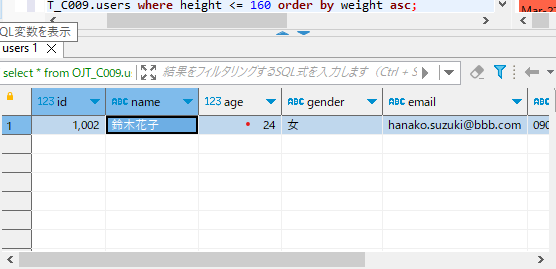 T_C009.users where height <= 160 order by weight asc;
QL変数を表示
users 1
select * from OJT_C009.us
結果をフィルタリングするSQL式を入力します (Ctrl + S
123 id ABC name 123 age ABC gender ABC email ABC
1 1,002 鈴木花子 24 女 hanako.suzuki@bbb.com 090